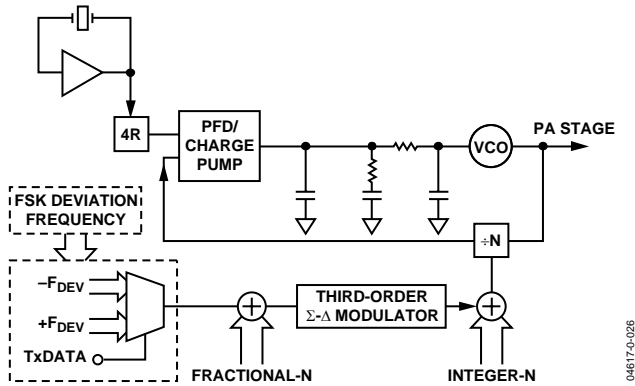 4R
PFD/
CHARGE
PUMP
VCO
PA STAGE
FSK DEVIATION
FREQUENCY
÷N
–FDEV
+FDEV
TxDATA
THIRD-ORDER
Σ-Δ MODULATOR
FRACTIONAL-N
INTEGER-N
04617-0-026